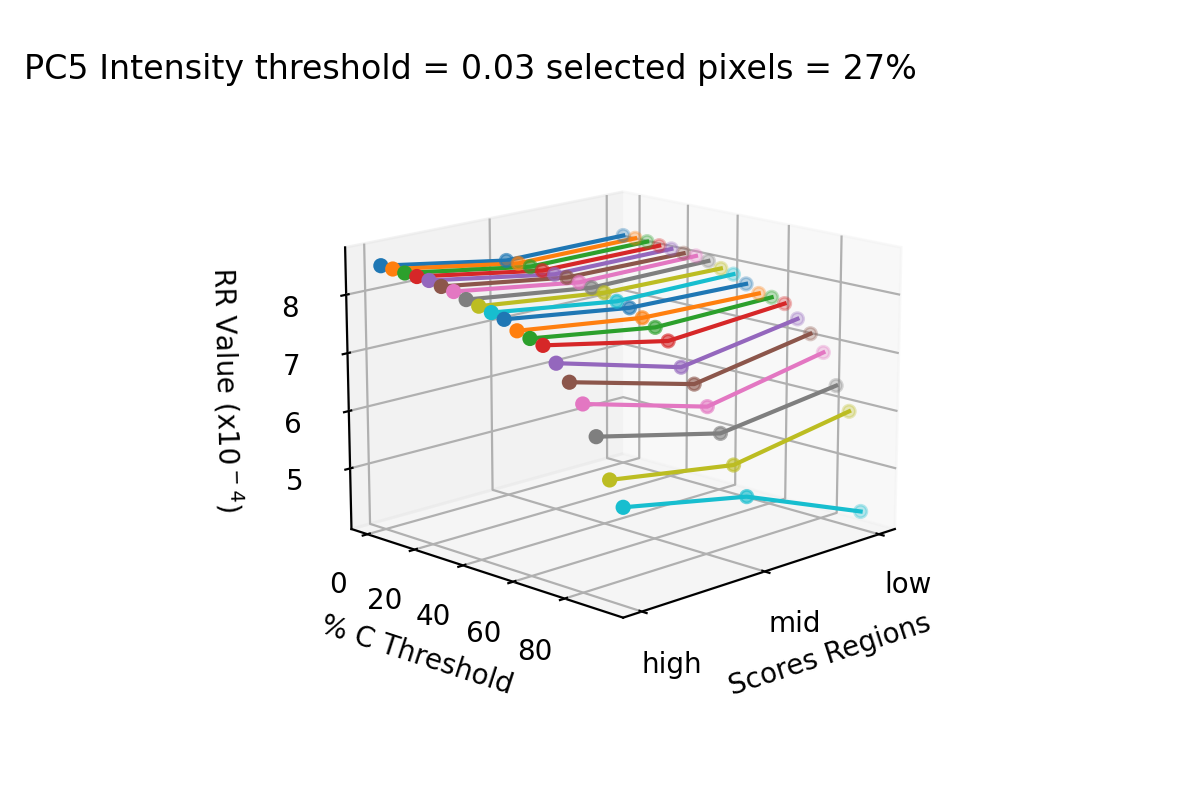 PC5 Intensity threshold = 0.03 selected pixels = 27%
RR Value (x10⁻⁴)
8
7
6
5
0
20
40
60
80
% C Threshold
high
mid
low
Scores Regions